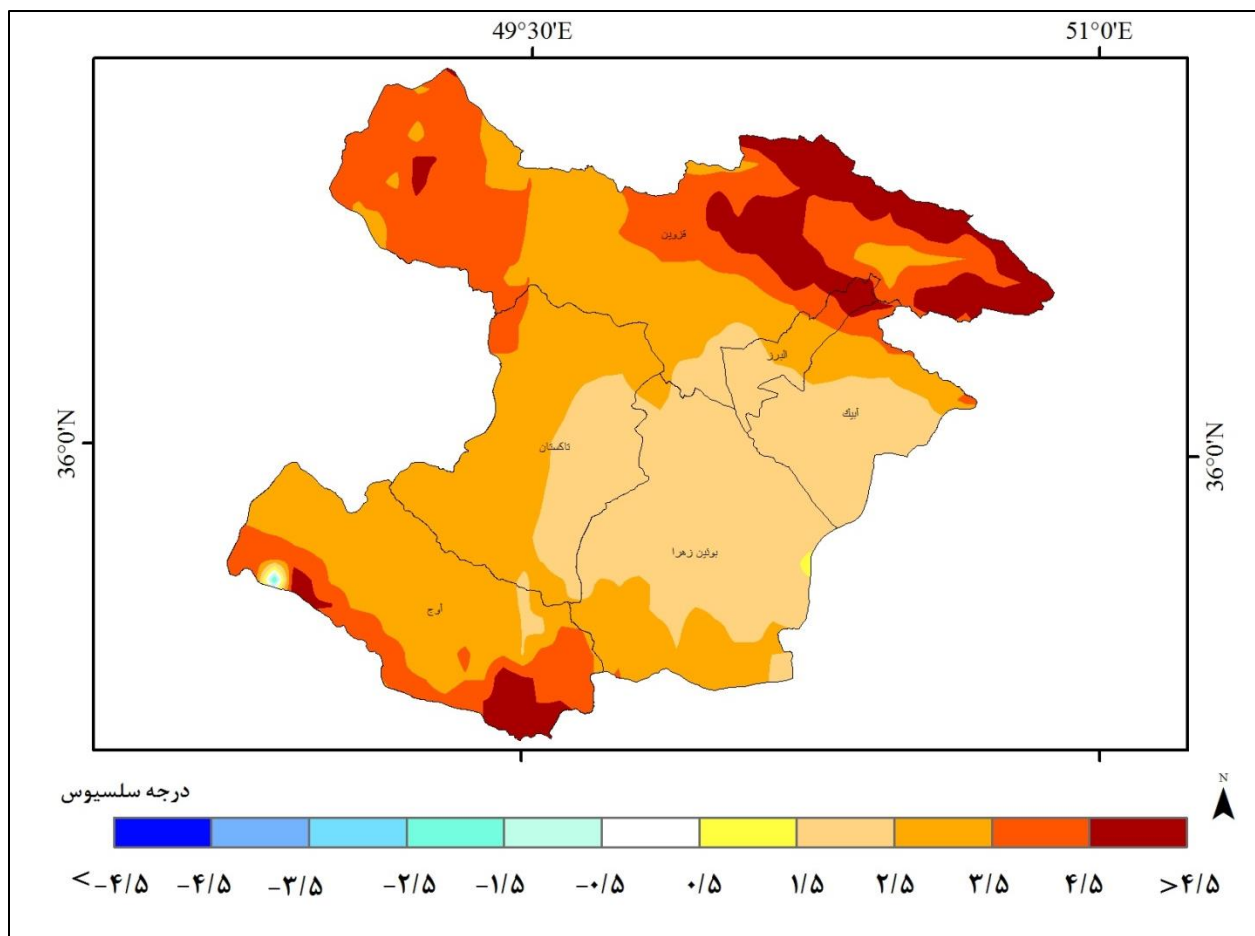 49°30'E
51°0'E
قزوین
البرز
آبیک
تاکستان
36°0'N
36°0'N
بوئین زهرا
آوج
درجه سلسیوس
N
<-۴/۵ -۴/۵ -۳/۵ -۲/۵ -۱/۵ -۰/۵ ۰/۵ ۱/۵ ۲/۵ ۳/۵ ۴/۵ >۴/۵